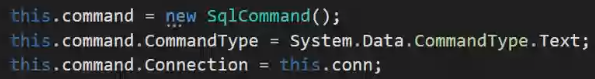 this.command = new SqlCommand();
this.command.CommandType = System.Data.CommandType.Text;
this.command.Connection = this.conn;